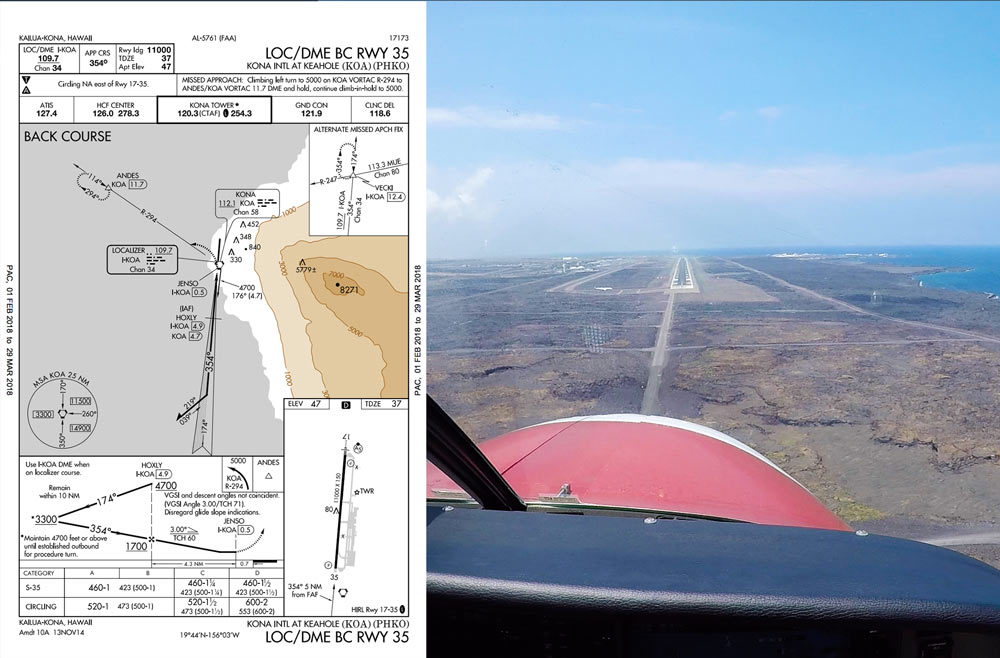 KAILUA-KONA, HAWAII
AL-5761 (FAA)
17173
LOC/DME I-KOA
109.7
Chan 34
APP CRS
354°
Rwy ldg 11000
TDZE 37
Apt Elev 47
LOC/DME BC RWY 35
KONA INTL AT KEAHOLE (KOA) (PHKO)
T
A
Circling NA east of Rwy 17-35.
MISSED APPROACH: Climbing left turn to 5000 on KOA VORTAC R-294 to
ANDES/KOA VORTAC 11.7 DME and hold, continue climb-in-hold to 5000.
ATIS
127.4
HCF CENTER
126.0 278.3
KONA TOWER*
120.3 (CTAF) L 254.3
GND CON
121.9
CLNC DEL
118.6
BACK COURSE
ALTERNATE MISSED APCH FIX
354°
174°
113.3 MUE
Chan 80
R-247
VECKI
I-KOA 12.4
109.7 I-KOA
Chan 34
354°
ANDES
KOA 11.7
114°
294°
R-294
KONA
112.1 KOA
Chan 58
1000
452
348
840
330
LOCALIZER 109.7
I-KOA
Chan 34
JENSO
I-KOA 0.5
4700
176° (4.7)
(IAF)
HOXLY
I-KOA 4.9
KOA 4.7
3000
5779±
7000
8271
5000
3000
1000
354°
219°
039°
174°
MSA KOA 25 NM
170°
11500
3300
260°
14900
350°
PAC, 01 FEB 2018 to 29 MAR 2018
PAC, 01 FEB 2018 to 29 MAR 2018
ELEV 47
D
TDZE 37
17
A5
11000 X 150
TWR
80
35
354° 5 NM
from FAF
HIRL Rwy 17-35 L
Use I-KOA DME when
on localizer course.
Remain
within 10 NM
HOXLY
I-KOA 4.9
4700
174°
*3300
354°
1700
*Maintain 4700 feet or above
until established outbound
for procedure turn.
5000
KOA
R-294
ANDES
VGSI and descent angles not coincident.
(VGSI Angle 3.00/TCH 71).
Disregard glide slope indications.
JENSO
I-KOA 0.5
3.00°
TCH 60
4.3 NM
0.7
CATEGORY A B C D
S-35 460-1 423 (500-1) 460-1¼ 423 (500-1¼) 460-1½ 423 (500-1½)
CIRCLING 520-1 473 (500-1) 520-1½ 473 (500-1½) 600-2 553 (600-2)
KAILUA-KONA, HAWAII
Amdt 10A 13NOV14
19°44'N-156°03'W
KONA INTL AT KEAHOLE (KOA) (PHKO)
LOC/DME BC RWY 35